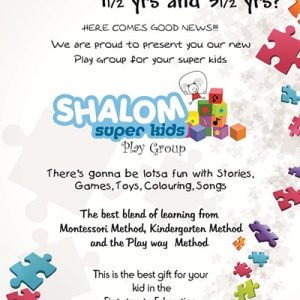 1½ yrs and 3½ yrs?
HERE COMES GOOD NEWS!!!
We are proud to present you our new
Play Group for your super kids
SHALOM
super kids
Play Group
There's gonna be lotsa fun with Stories,
Games, Toys, Colouring, Songs
The best blend of learning from
Montessori Method, Kindergarten Method
and the Play way Method
This is the best gift for your
kid in the